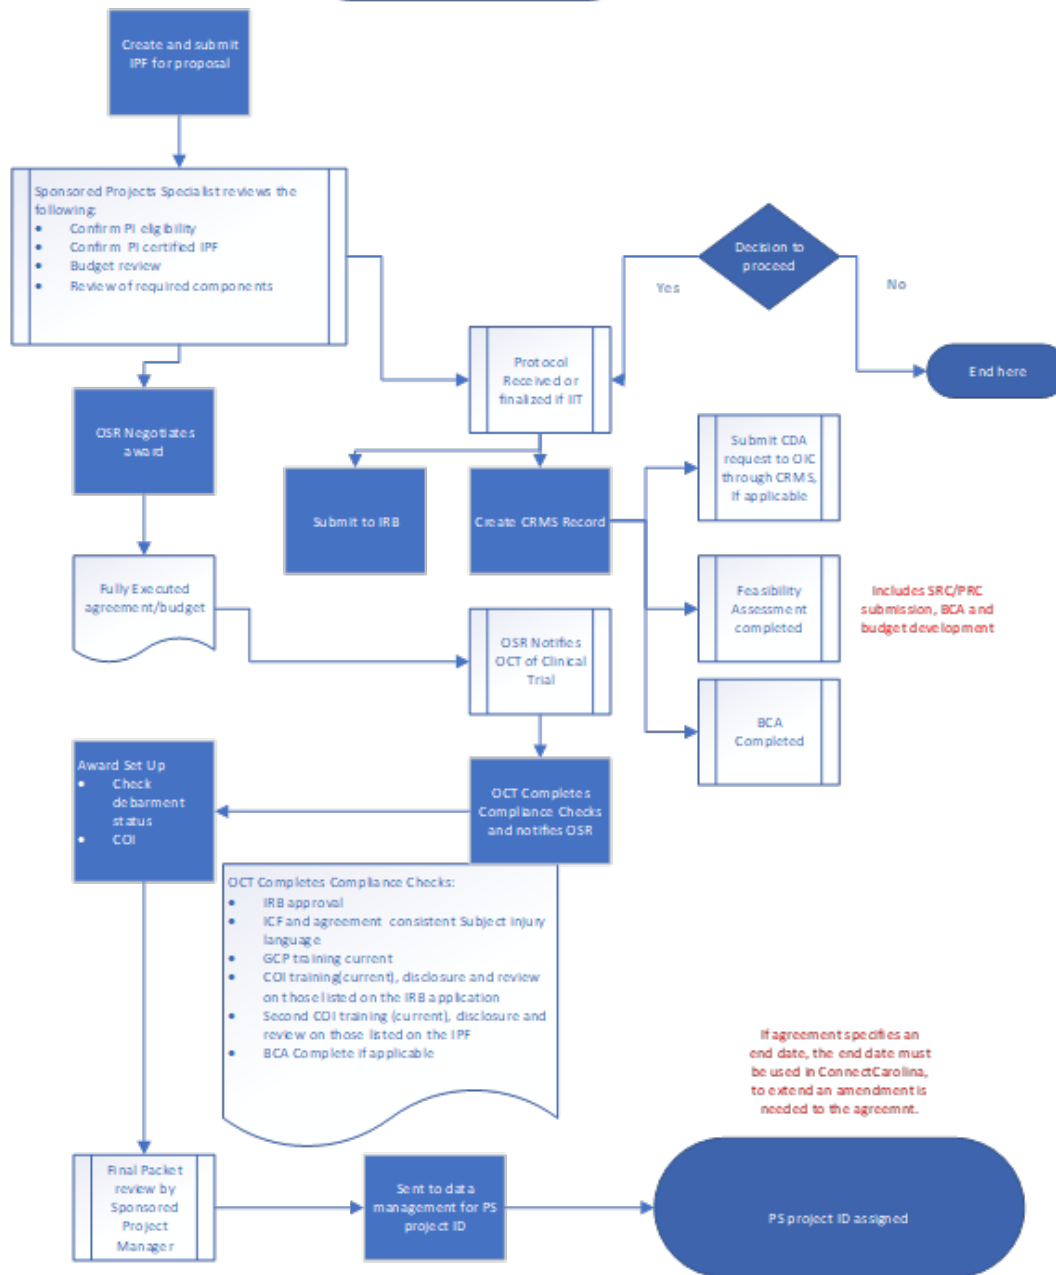 Create and submit
IPF for proposal
Sponsored Projects Specialist reviews the
following:
• Confirm PI eligibility
• Confirm PI certified IPF
• Budget review
• Review of required components
Decision to
proceed
Yes
No
End here
Protocol
Received or
finalized if IIT
OSR Negotiates
award
Submit to IRB
Create CRMS Record
Submit CDA
request to OIC
through CRMS,
If applicable
Fully Executed
agreement/budget
Feasibility
Assessment
completed
Includes SRC/PRC
submission, BCA and
budget development
OSR Notifies
OCT of Clinical
Trial
BCA
Completed
Award Set Up
• Check
debarment
status
• COI
OCT Completes
Compliance Checks
and notifies OSR
OCT Completes Compliance Checks:
• IRB approval
• ICF and agreement consistent Subject injury
language
• GCP training current
• COI training(current), disclosure and review
on those listed on the IRB application
• Second COI training (current), disclosure and
review on those listed on the IPF
• BCA Complete if applicable
If agreement specifies an
end date, the end date must
be used in ConnectCarolina,
to extend an amendment is
needed to the agreemnt.
Final Packet
review by
Sponsored
Project
Manager
Sent to data
management for PS
project ID
PS project ID assigned